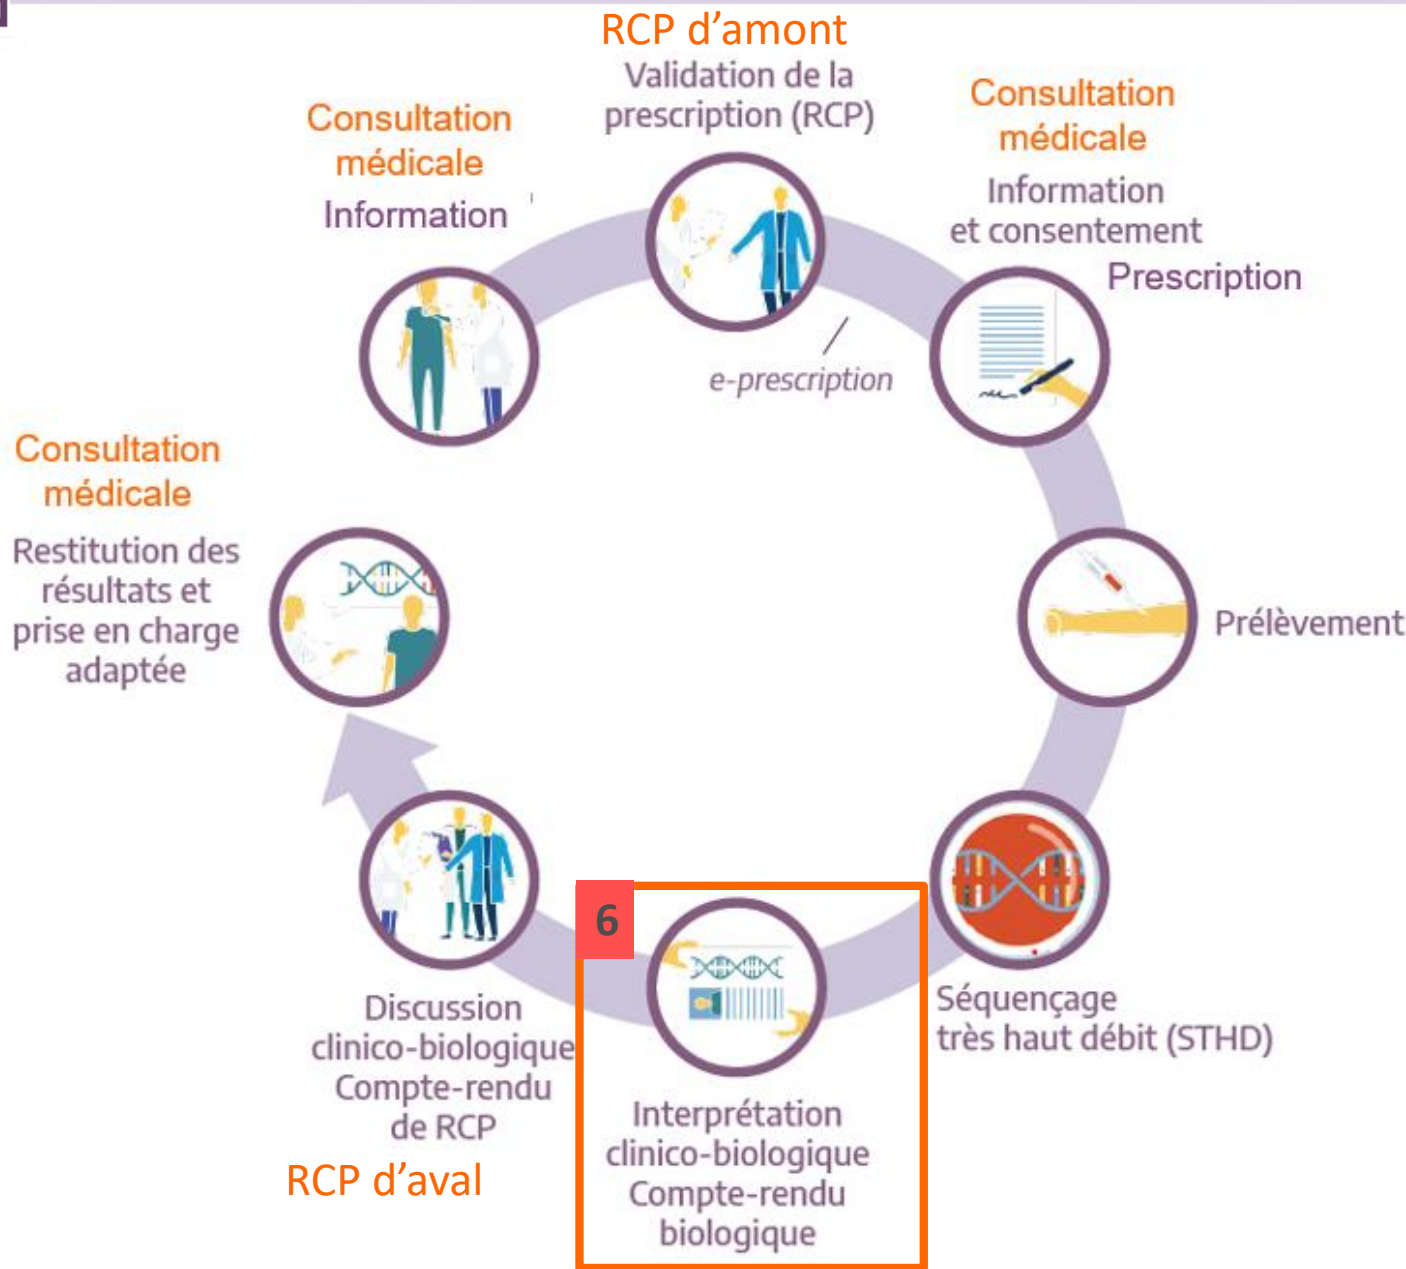 RCP d’amont
Validation de la
prescription (RCP)
Consultation
médicale
Information
Consultation
médicale
Information
et consentement
Prescription
e-prescription
Prélèvement
Séquençage
très haut débit (STHD)
6
Interprétation
clinico-biologique
Compte-rendu
biologique
Discussion
clinico-biologique
Compte-rendu
de RCP
RCP d’aval
Consultation
médicale
Restitution des
résultats et
prise en charge
adaptée